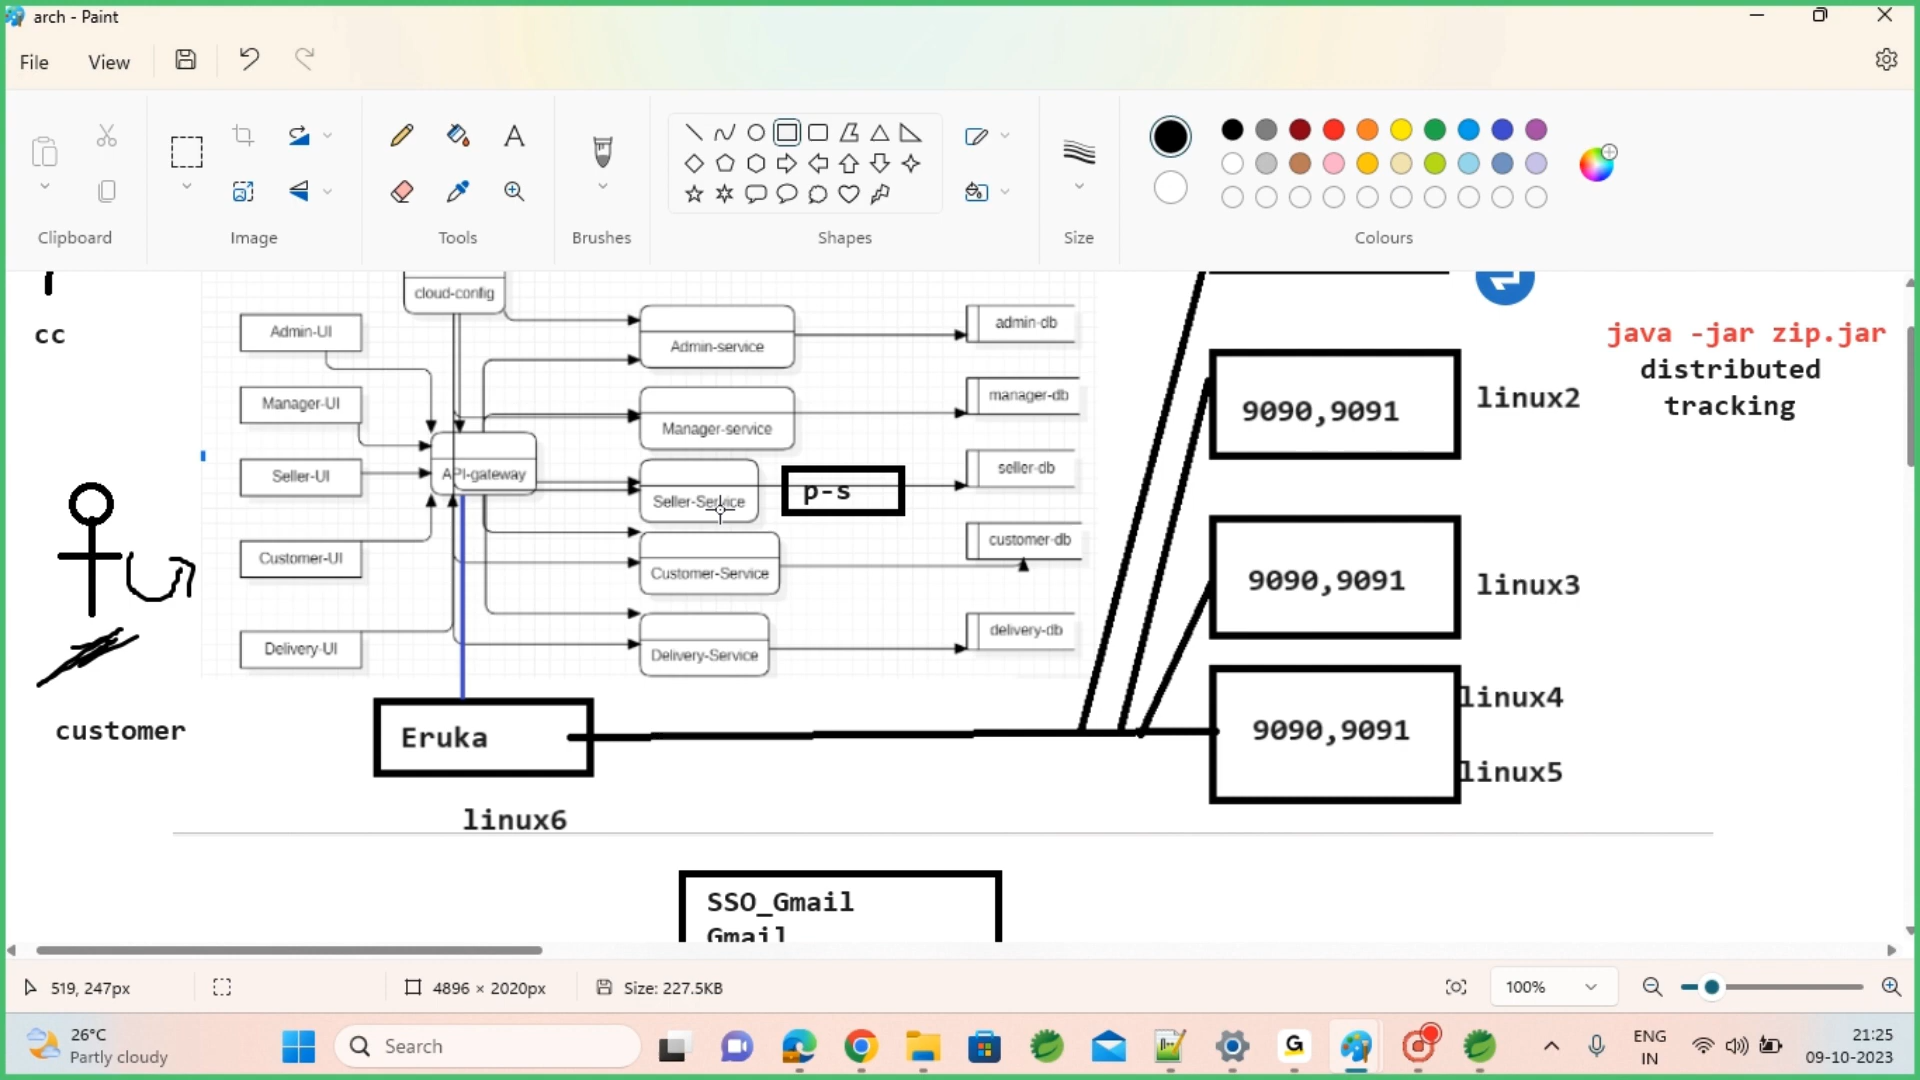 arch - Paint
File
View
Clipboard
Image
Tools
Brushes
Shapes
Size
Colours
cloud-config
cc
Admin-UI
Manager-UI
Seller-UI
Customer-UI
Delivery-UI
API-gateway
Admin-service
Manager-service
Seller-Service
Customer-Service
Delivery-Service
p-s
admin-db
manager-db
seller-db
customer-db
delivery-db
customer
Eruka
linux6
9090,9091
linux2
9090,9091
linux3
9090,9091
linux4
linux5
java -jar zip.jar
distributed
tracking
SSO_Gmail
Gmail
519, 247px
4896 × 2020px
Size: 227.5KB
100%
26°C
Partly cloudy
Search
G
ENG
IN
21:25
09-10-2023